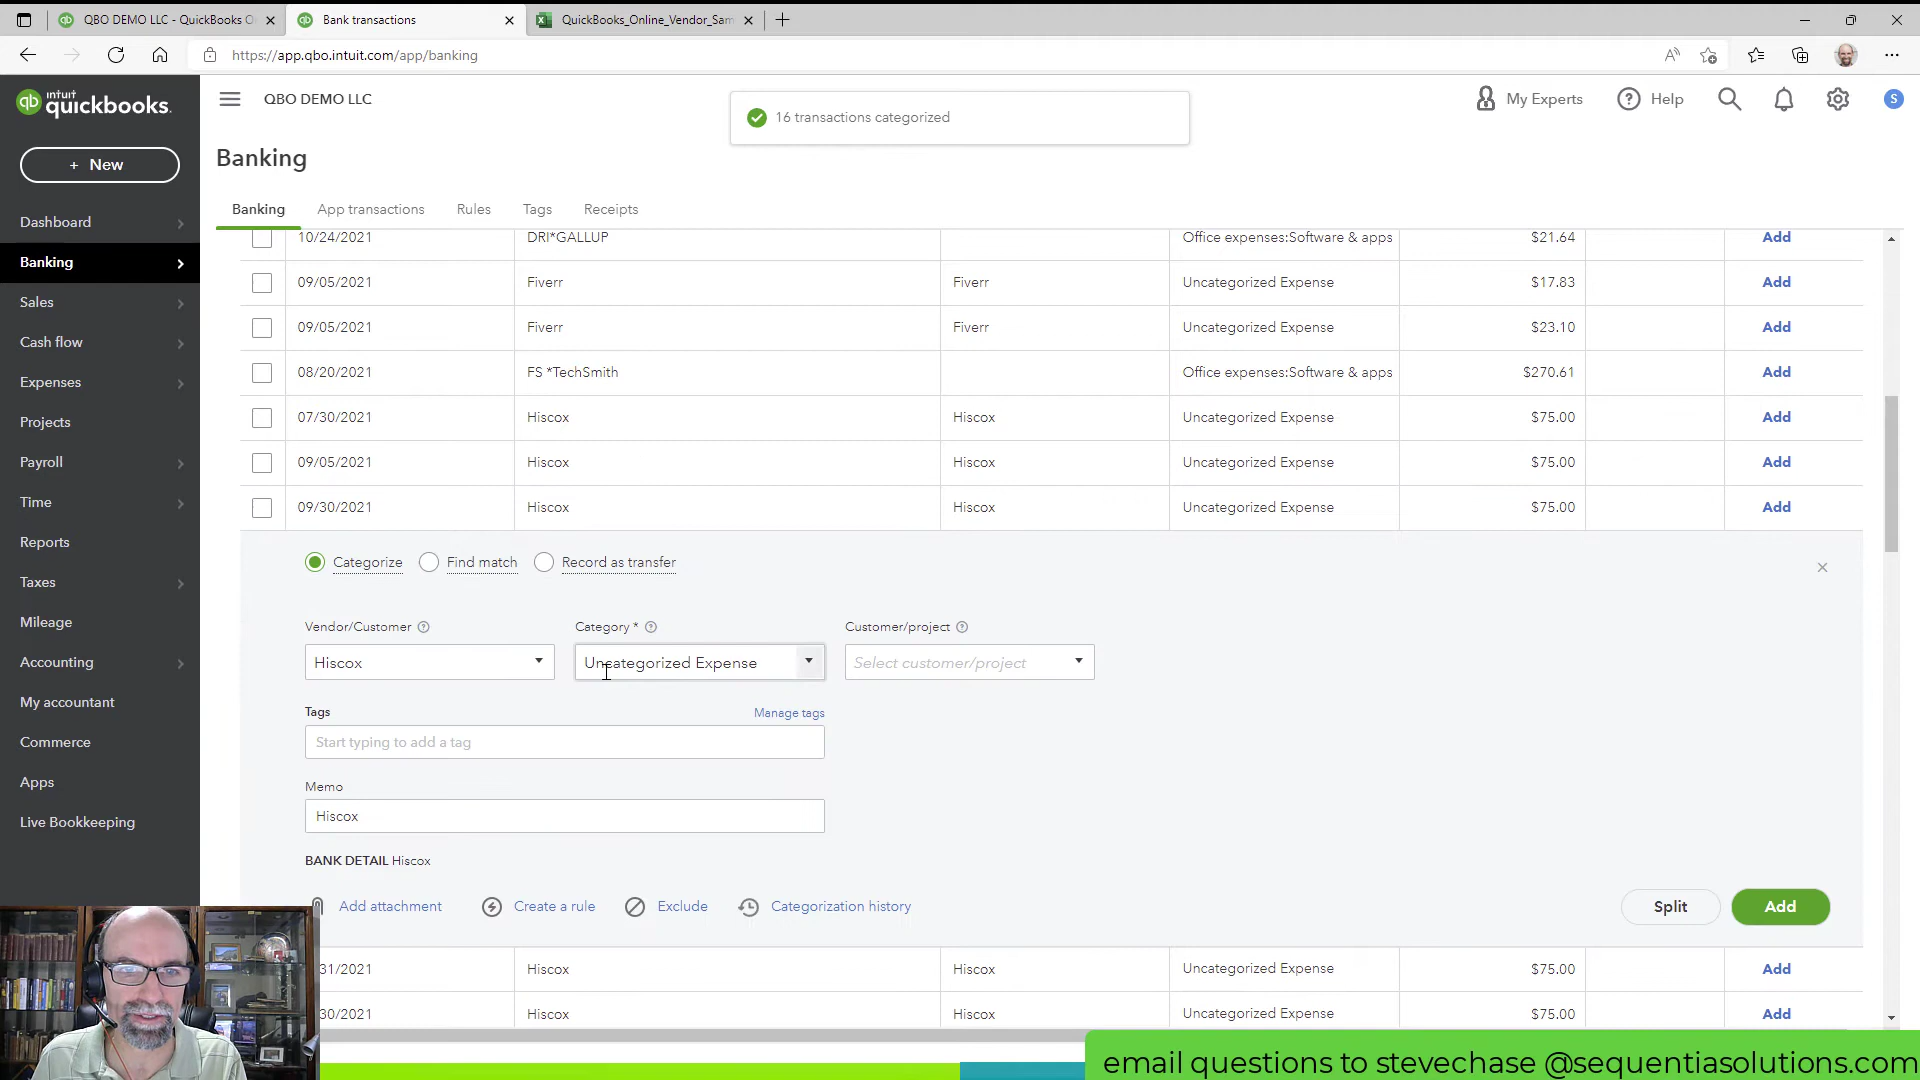 QBO DEMO LLC - QuickBooks O
Bank transactions
QuickBooks_Online_Vendor_Sam
https://app.qbo.intuit.com/app/banking
intuit
quickbooks.
QBO DEMO LLC
16 transactions categorized
My Experts
Help
S
+ New
Banking
Banking
App transactions
Rules
Tags
Receipts
Dashboard
Banking
Sales
Cash flow
Expenses
Projects
Payroll
Time
Reports
Taxes
Mileage
Accounting
My accountant
Commerce
Apps
Live Bookkeeping
10/24/2021 DRI*GALLUP Office expenses:Software & apps $21.64 Add
09/05/2021 Fiverr Fiverr Uncategorized Expense $17.83 Add
09/05/2021 Fiverr Fiverr Uncategorized Expense $23.10 Add
08/20/2021 FS *TechSmith Office expenses:Software & apps $270.61 Add
07/30/2021 Hiscox Hiscox Uncategorized Expense $75.00 Add
09/05/2021 Hiscox Hiscox Uncategorized Expense $75.00 Add
09/30/2021 Hiscox Hiscox Uncategorized Expense $75.00 Add
Categorize Find match Record as transfer
Vendor/Customer Category * Customer/project
Hiscox Uncategorized Expense Select customer/project
Tags Manage tags
Start typing to add a tag
Memo
Hiscox
BANK DETAIL Hiscox
Add attachment Create a rule Exclude Categorization history Split Add
31/2021 Hiscox Hiscox Uncategorized Expense $75.00 Add
30/2021 Hiscox Hiscox Uncategorized Expense $75.00 Add
email questions to stevechase @sequentiasolutions.com